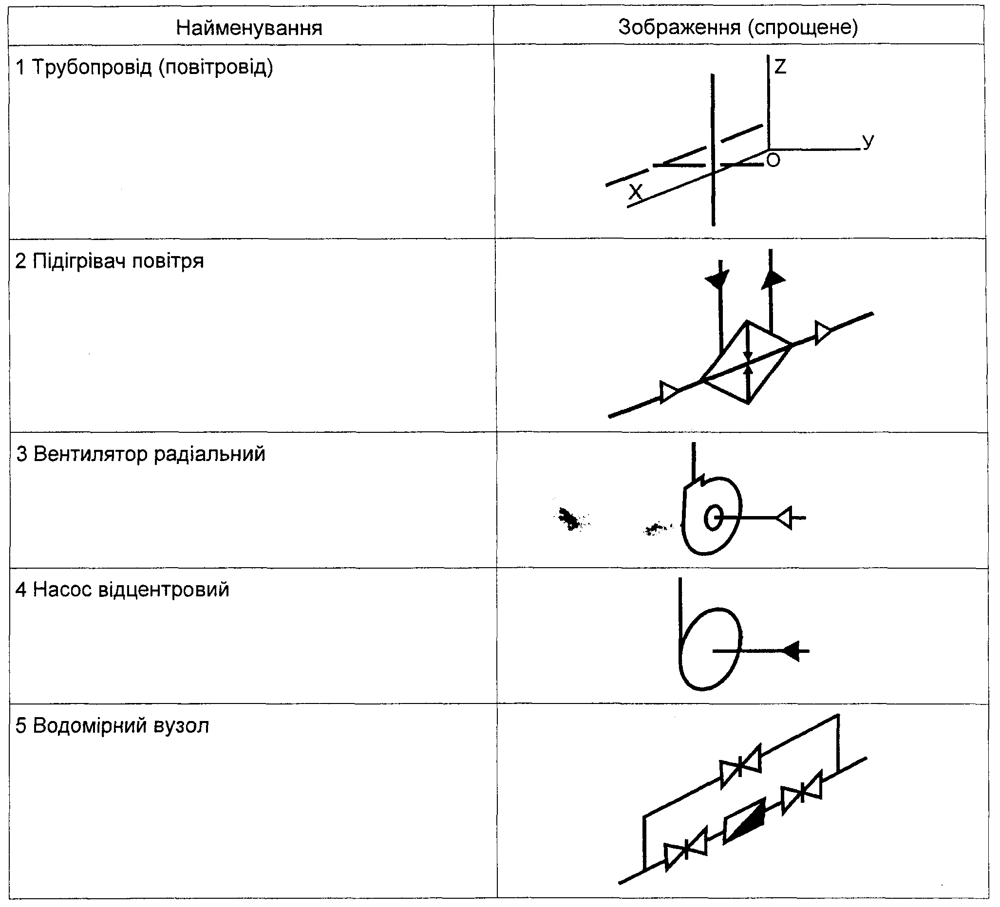 Найменування
Зображення (спрощене)
1 Трубопровід (повітровід)
Z
У
О
Х
2 Підігрівач повітря
3 Вентилятор радіальний
4 Насос відцентровий
5 Водомірний вузол